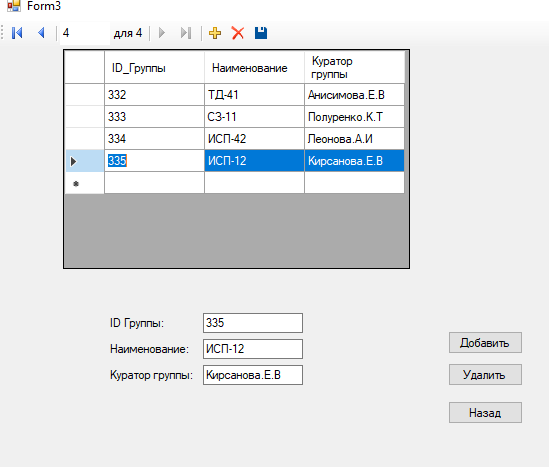 Form3
4 для 4
ID_Группы Наименование Куратор группы
332 ТД-41 Анисимова.Е.В
333 СЗ-11 Полуренко.К.Т
334 ИСП-42 Леонова.А.И
335 ИСП-12 Кирсанова.Е.В
ID Группы: 335
Наименование: ИСП-12
Куратор группы: Кирсанова.Е.В
Добавить
Удалить
Назад